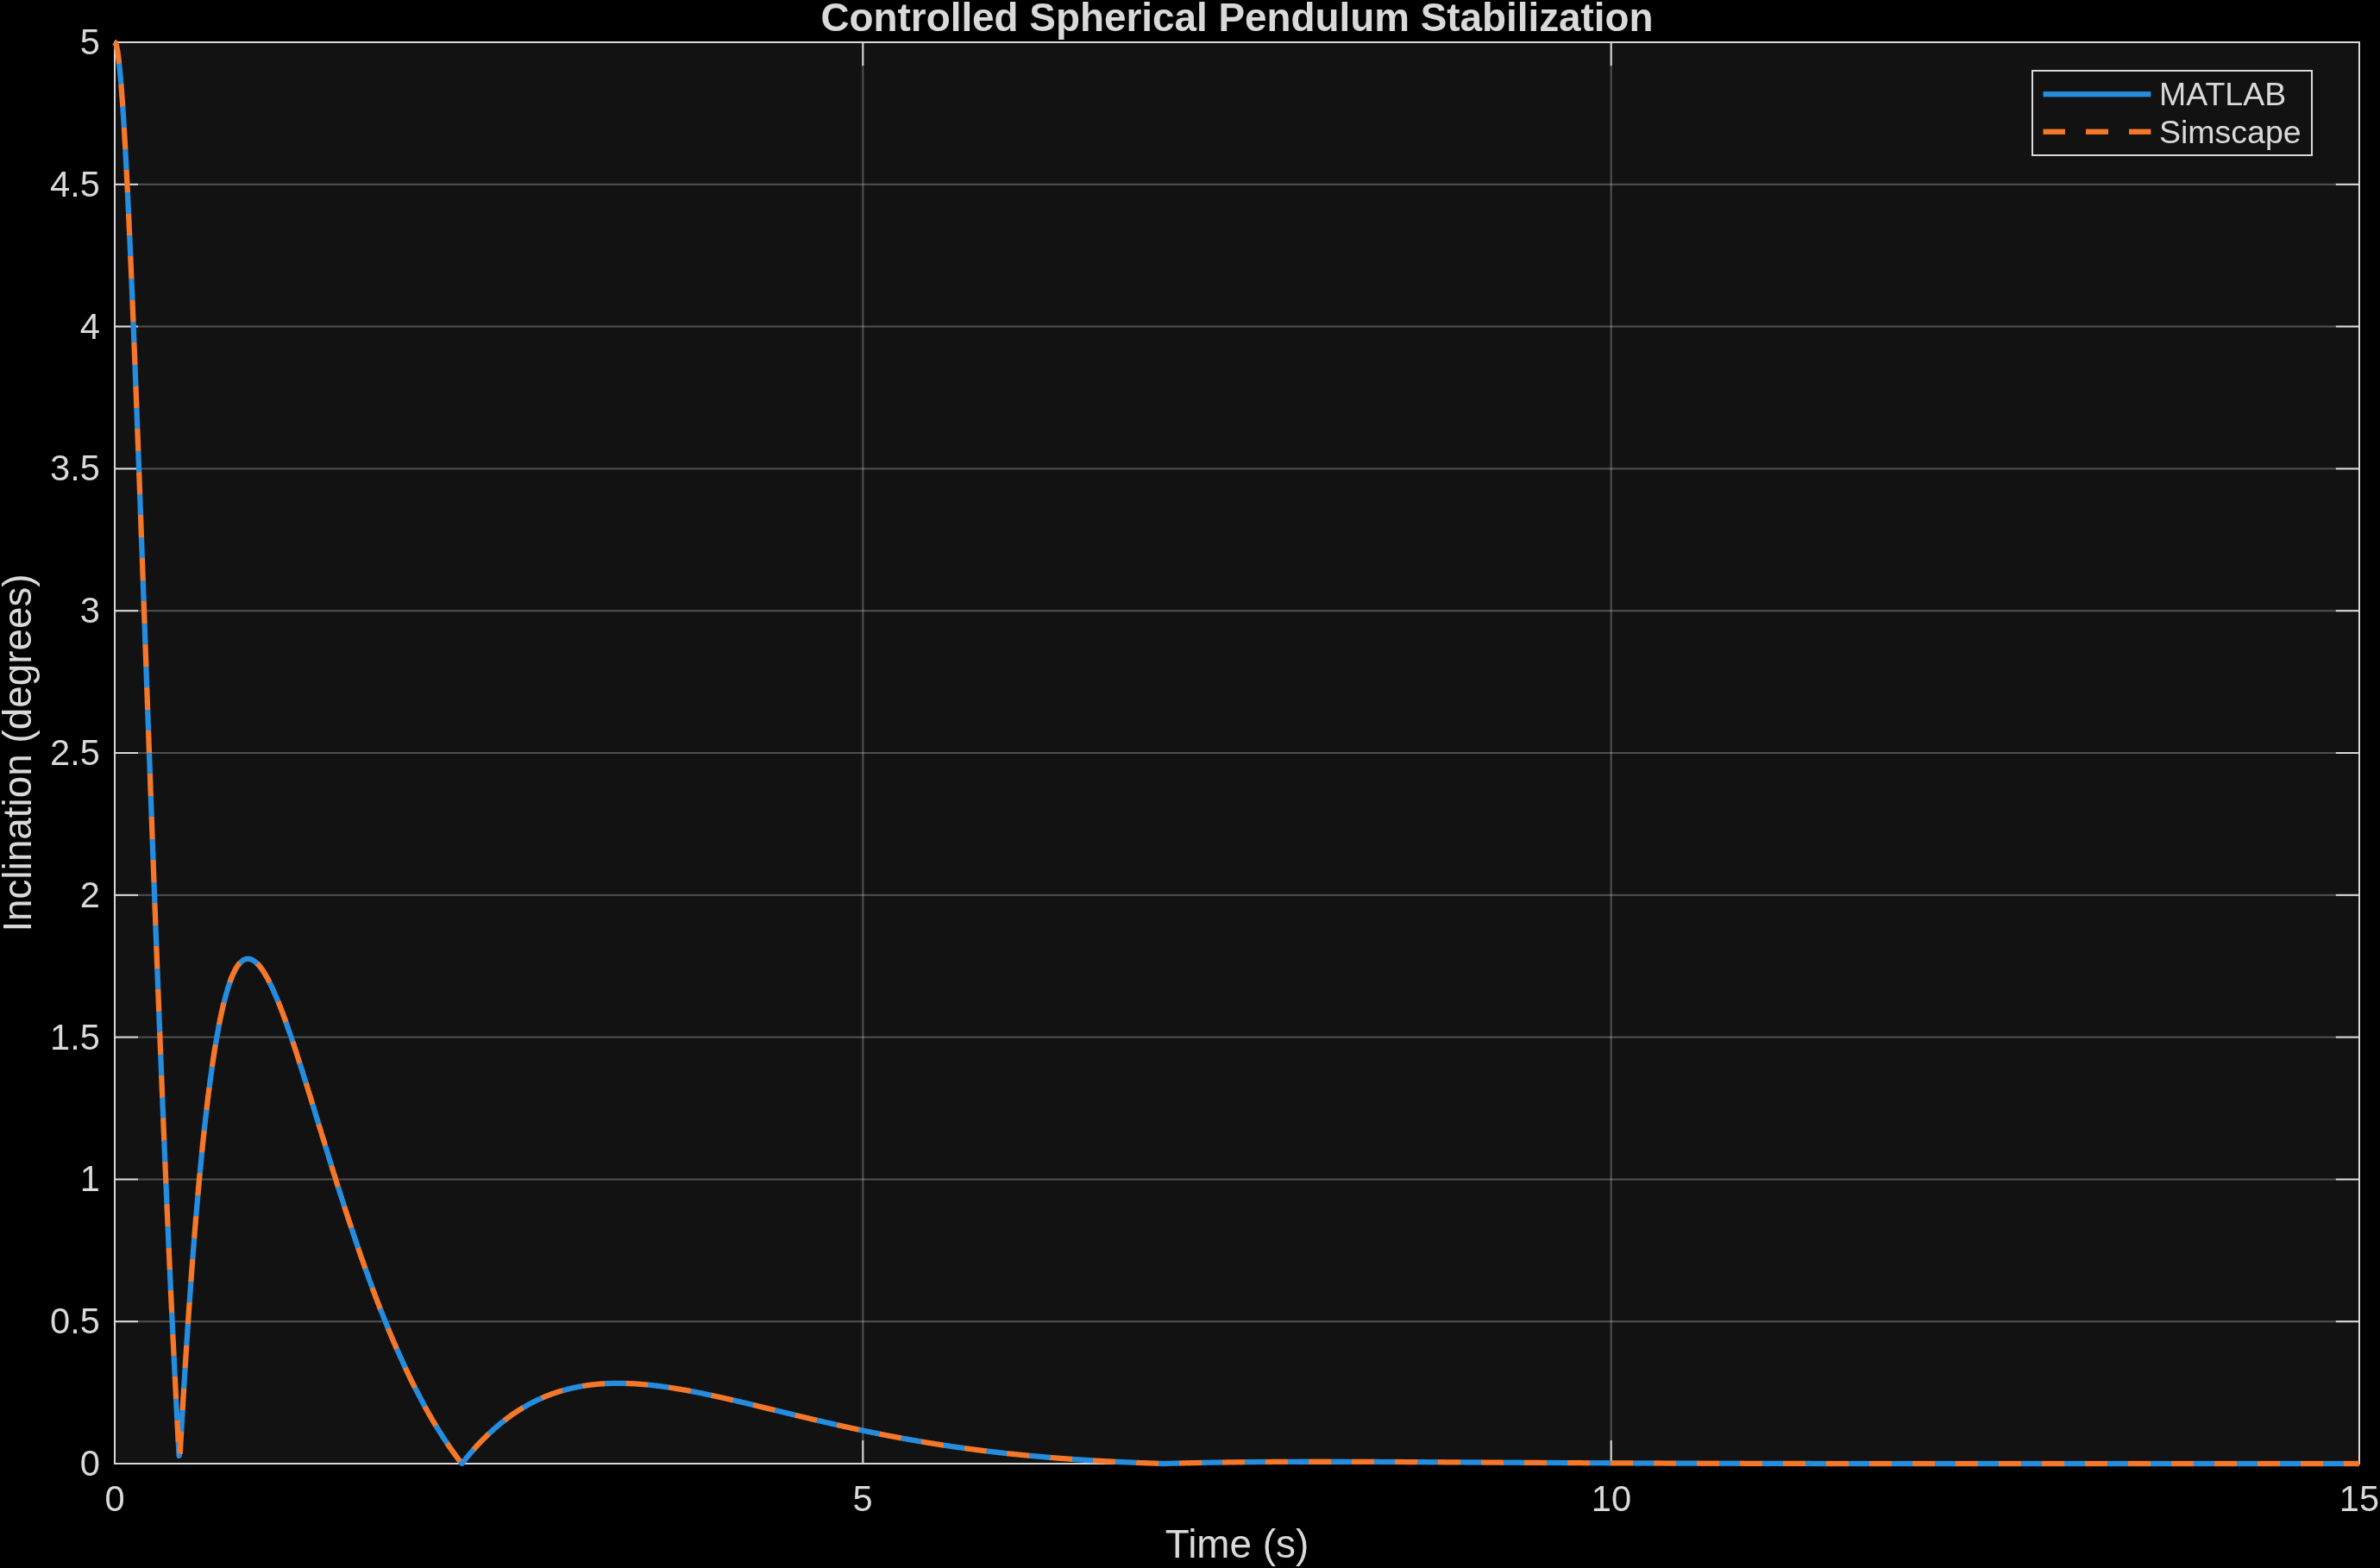 Controlled Spherical Pendulum Stabilization
MATLAB
Simscape
Inclination (degrees)
5
4.5
4
3.5
3
2.5
2
1.5
1
0.5
0
0 5 10 15
Time (s)